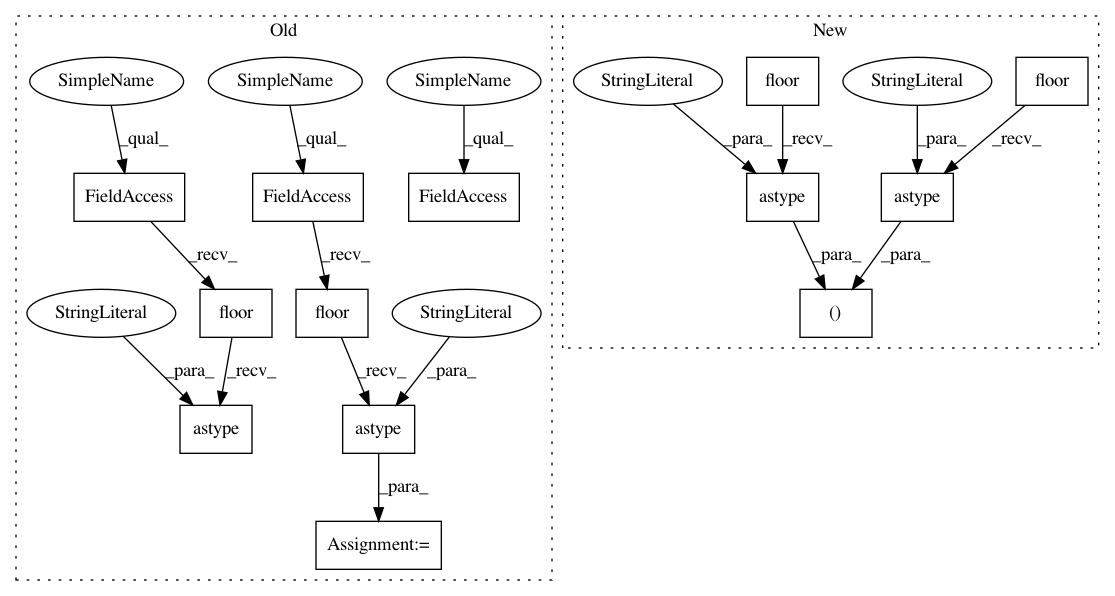 Old
New
SimpleName
SimpleName
SimpleName
StringLiteral
floor
StringLiteral
floor
_qual_
_qual_
_qual_
_para_
_recv_
_para_
_recv_
FieldAccess
FieldAccess
FieldAccess
astype
astype
_recv_
_recv_
_para_
_para_
StringLiteral
floor
floor
StringLiteral
()
_para_
_recv_
_recv_
_para_
astype
astype
_para_
Assignment:=